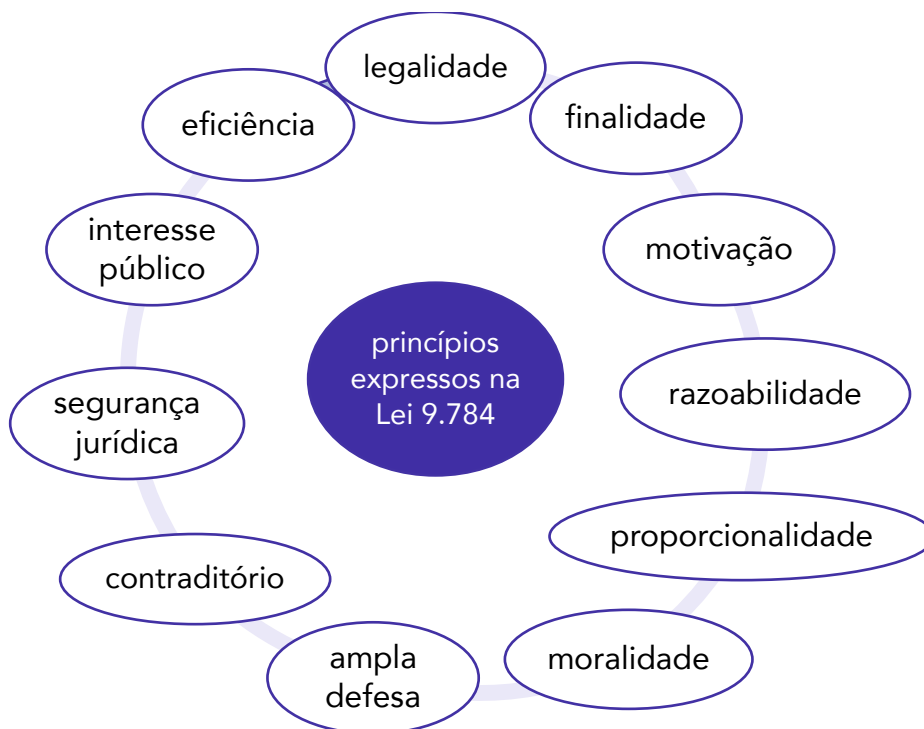 legalidade
finalidade
motivação
razoabilidade
proporcionalidade
moralidade
ampla
defesa
contraditório
segurança
jurídica
interesse
público
eficiência
princípios
expressos na
Lei 9.784